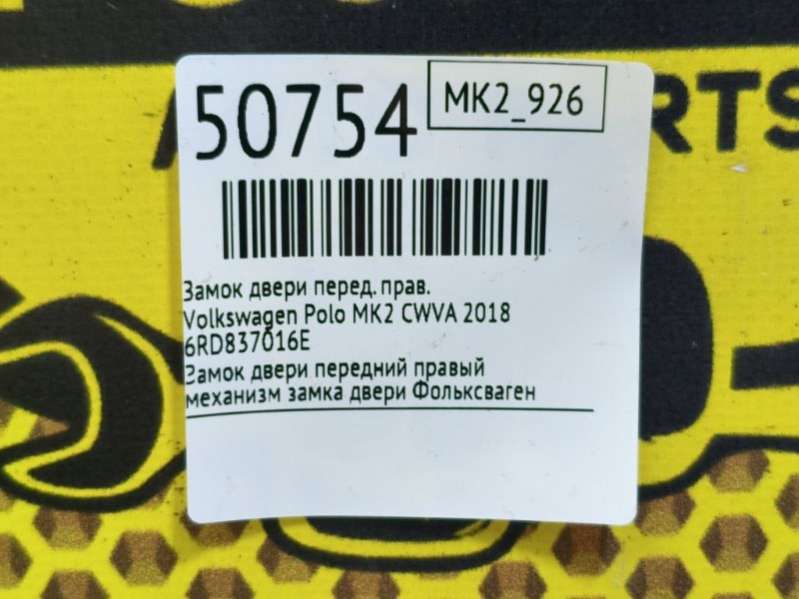 50754
MK2_926
RTS
Замок двери перед. прав.
Volkswagen Polo MK2 CWVA 2018
6RD837016E
Замок двери передний правый
механизм замка двери Фольксваген